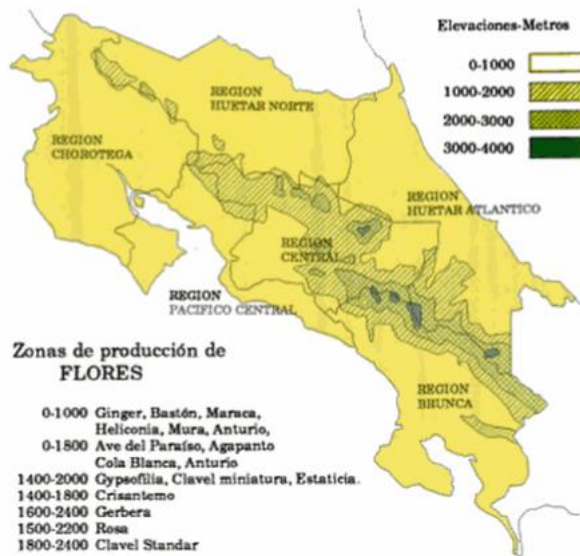 Elevaciones-Metros
0-1000
1000-2000
2000-3000
3000-4000
REGION
HUETAR NORTE
REGION
CHOROTEGA
REGION
HUETAR ATLANTICO
REGION
CENTRAL
REGION
PACIFICO CENTRAL
REGION
BRUNCA
Zonas de producción de
FLORES
0-1000 Ginger, Bastón, Maraca,
Heliconia, Mura, Anturio,
0-1800 Ave del Paraíso, Agapanto
Cola Blanca, Anturio
1400-2000 Gypsofilia, Clavel miniatura, Estaticia.
1400-1800 Crisantemo
1600-2400 Gerbera
1500-2200 Rosa
1800-2400 Clavel Standar